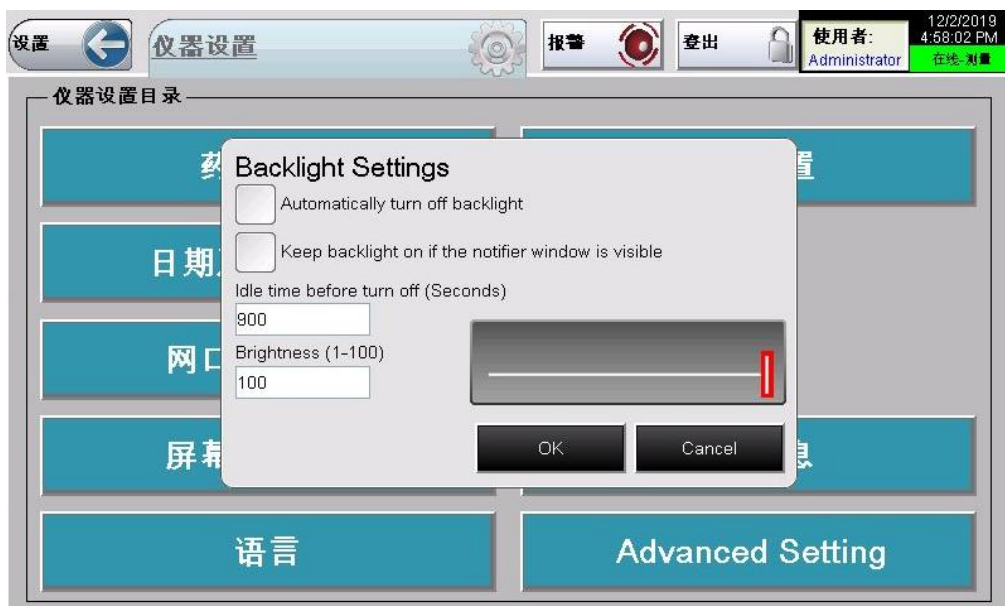 设置
仪器设置
报警
登出
使用者:
Administrator
12/2/2019
4:58:02 PM
在线-测量
仪器设置目录
药
置
Backlight Settings
Automatically turn off backlight
日期
Keep backlight on if the notifier window is visible
Idle time before turn off (Seconds)
900
网口
Brightness (1-100)
100
屏幕
OK
Cancel
息
语言
Advanced Setting